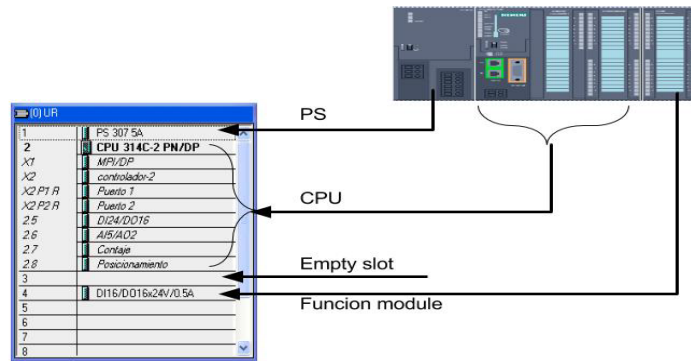 SIEMENS
(0) UR
1 PS 307 5A
2 CPU 314C-2 PN/DP
X1 MPI/DP
X2 controlador-2
X2 P1 R Puerto 1
X2 P2 R Puerto 2
2.5 DI24/DO16
2.6 AI5/AO2
2.7 Contaje
2.8 Posicionamiento
3
4 DI16/DO16x24V/0.5A
5
6
7
8
PS
CPU
Empty slot
Funcion module